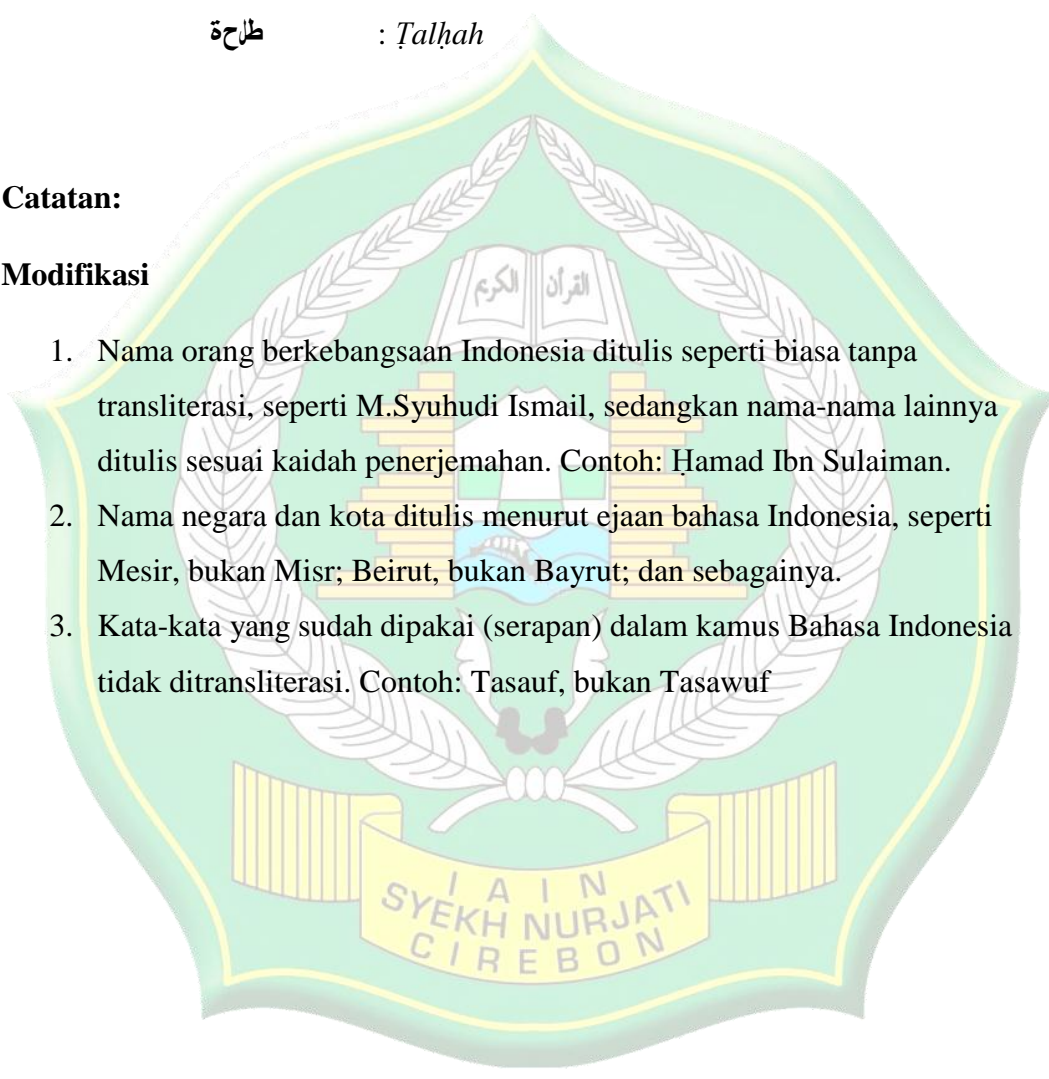 طلحة : Ṭalḥah
Catatan:
Modifikasi
القرآن الكريم
1. Nama orang berkebangsaan Indonesia ditulis seperti biasa tanpa
transliterasi, seperti M.Syuhudi Ismail, sedangkan nama-nama lainnya
ditulis sesuai kaidah penerjemahan. Contoh: Ḥamad Ibn Sulaiman.
2. Nama negara dan kota ditulis menurut ejaan bahasa Indonesia, seperti
Mesir, bukan Misr; Beirut, bukan Bayrut; dan sebagainya.
3. Kata-kata yang sudah dipakai (serapan) dalam kamus Bahasa Indonesia
tidak ditransliterasi. Contoh: Tasauf, bukan Tasawuf
IAIN
SYEKH NURJATI
CIREBON